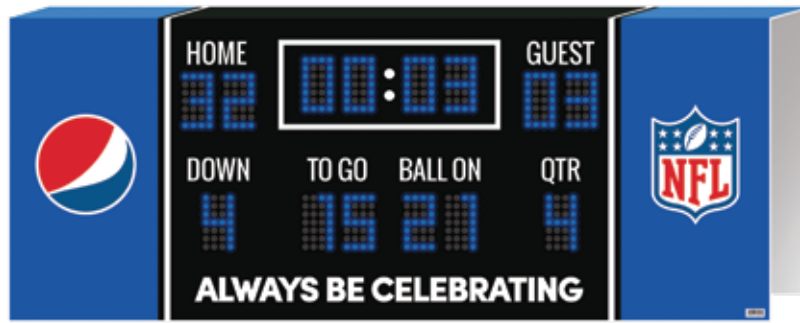 HOME 00:03 GUEST
32 03
DOWN TO GO BALL ON QTR
4 15 21 4
ALWAYS BE CELEBRATING
NFL